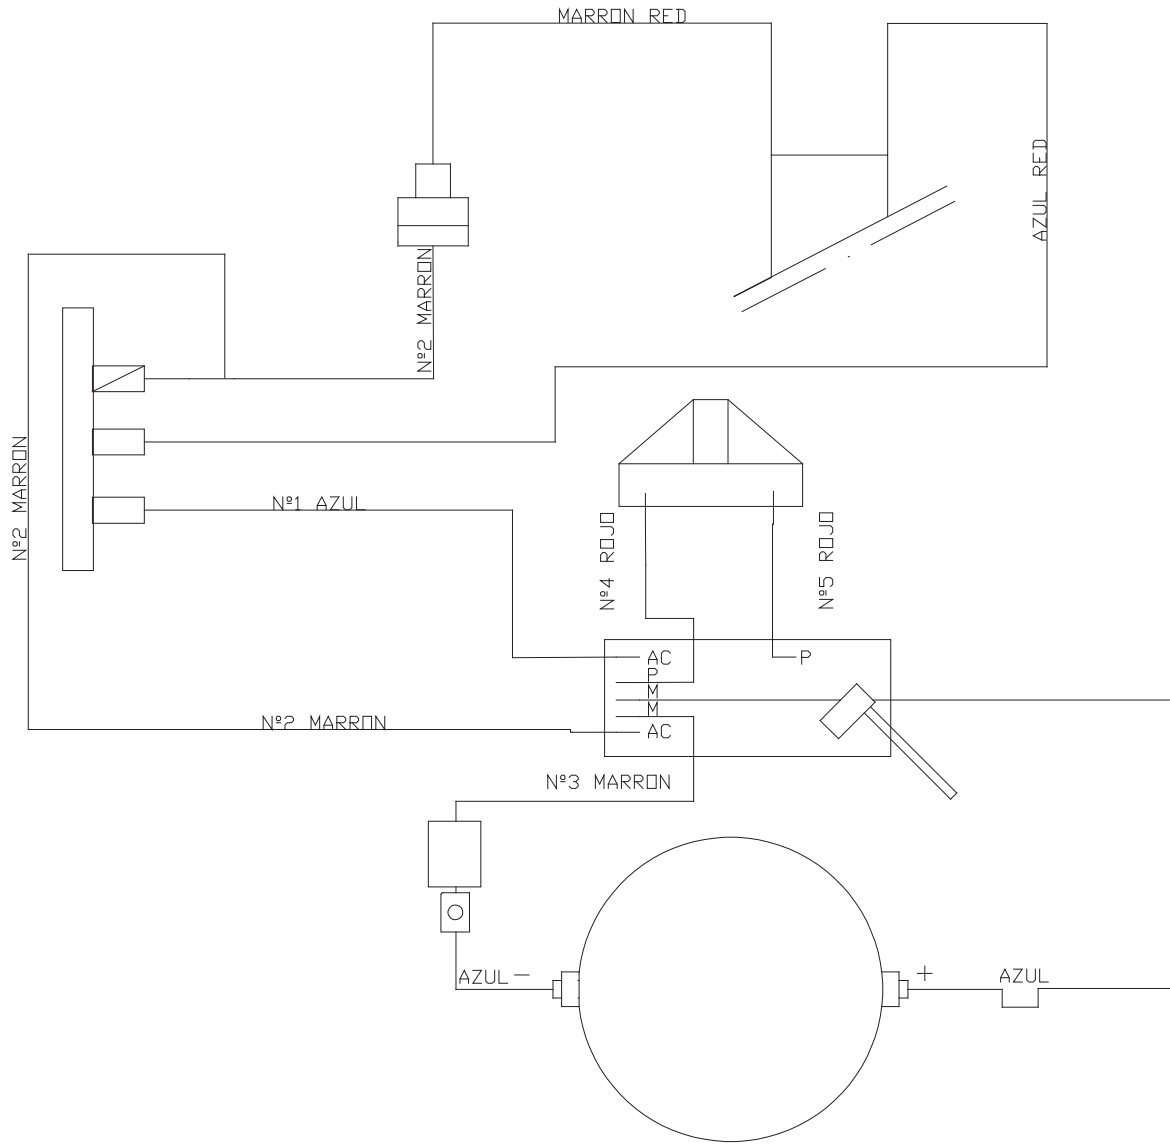 MARRON RED
AZUL RED
Nº2 MARRON
Nº2 MARRON
Nº1 AZUL
Nº4 ROJO
Nº5 ROJO
AC
P
P
M
M
AC
Nº2 MARRON
Nº3 MARRON
AZUL -
+
AZUL